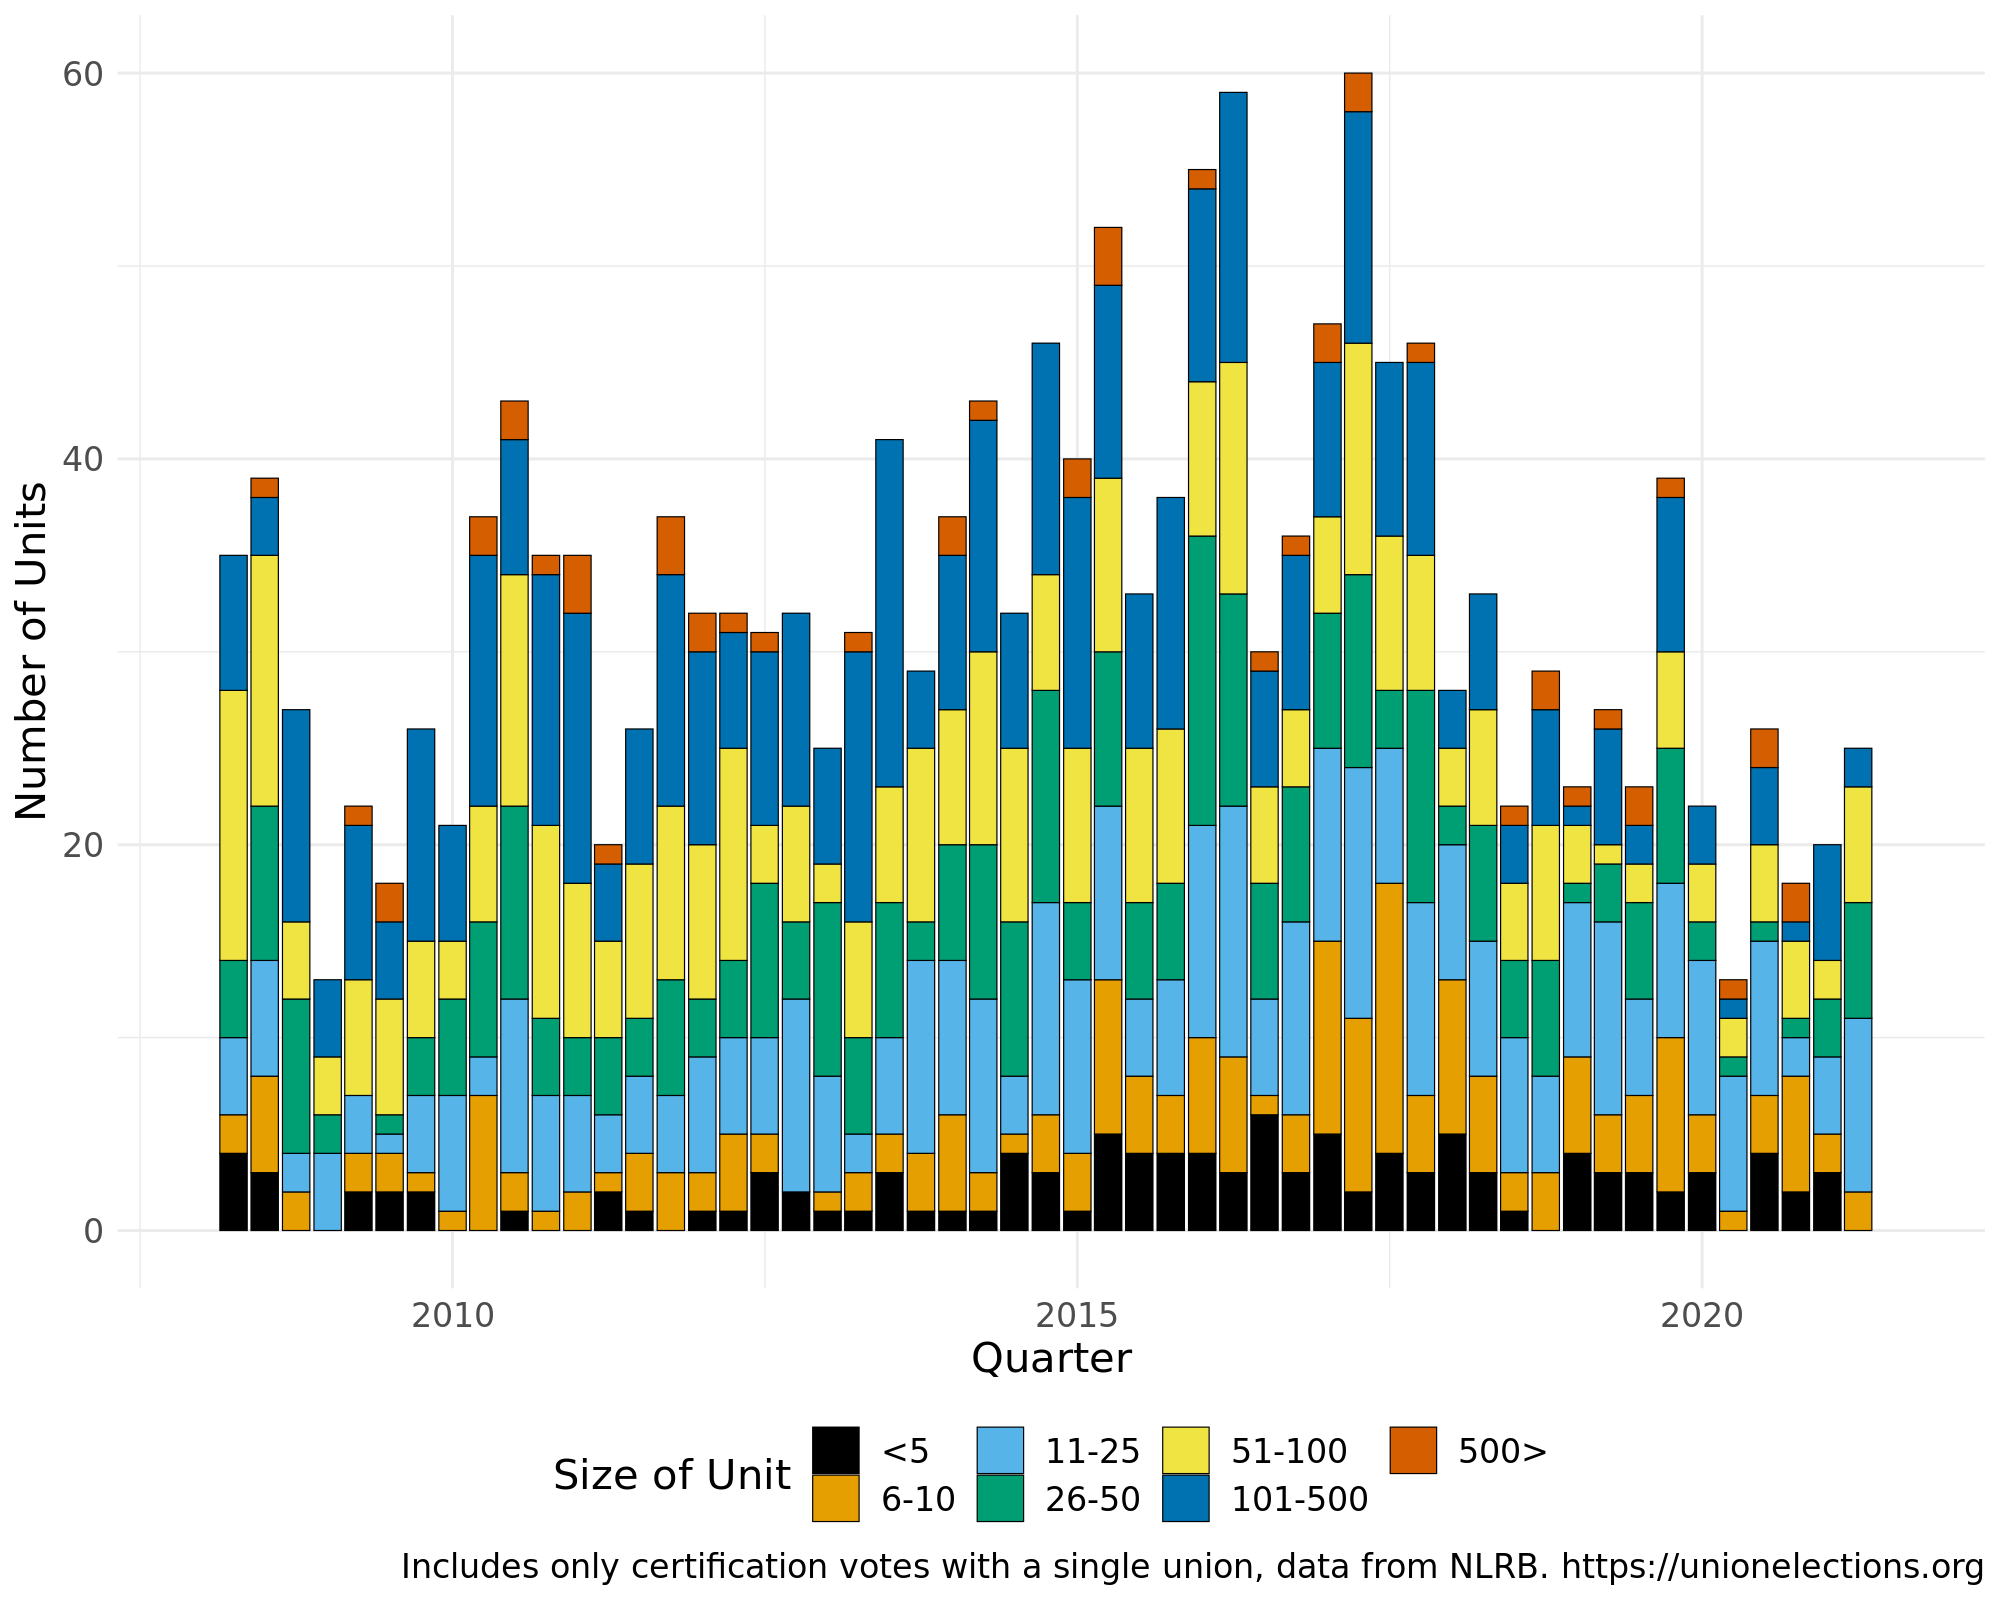 60
40
20
0
Number of Units
2010 2015 2020
Quarter
Size of Unit
<5 11-25 51-100 500>
6-10 26-50 101-500
Includes only certification votes with a single union, data from NLRB. https://unionelections.org